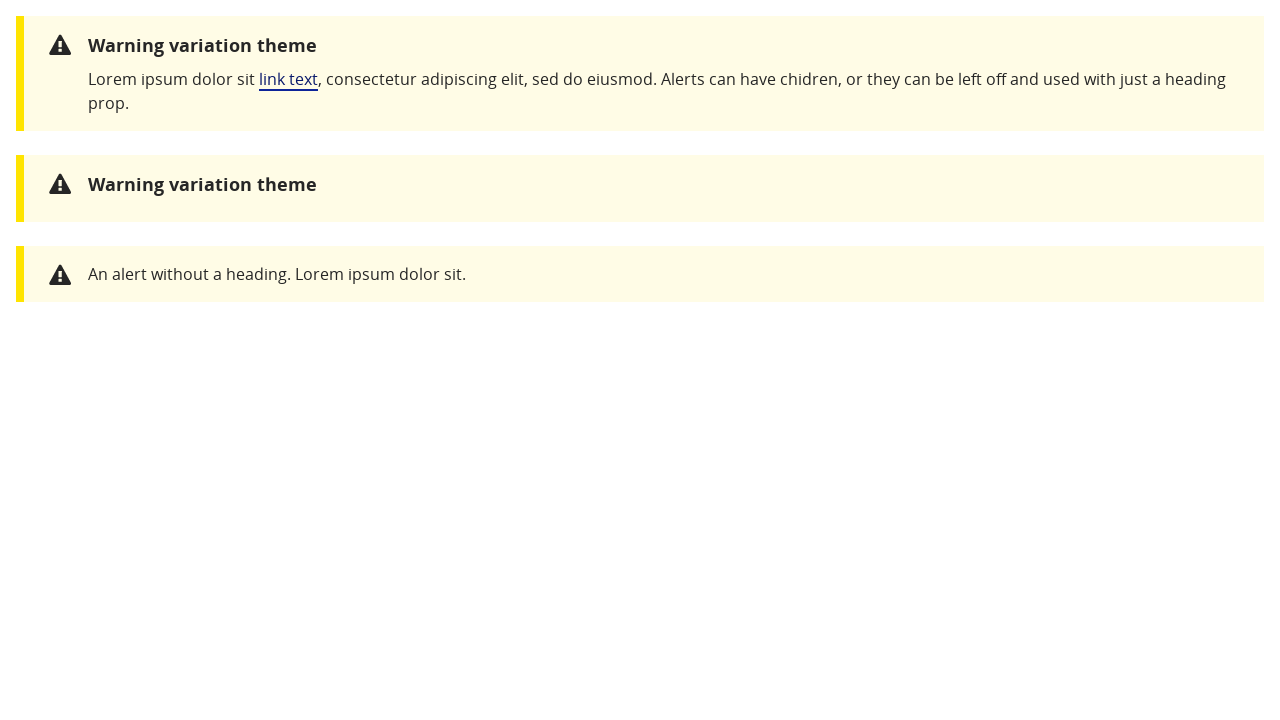 Warning variation theme
Lorem ipsum dolor sit link text, consectetur adipiscing elit, sed do eiusmod. Alerts can have chidren, or they can be left off and used with just a heading
prop.
Warning variation theme
An alert without a heading. Lorem ipsum dolor sit.